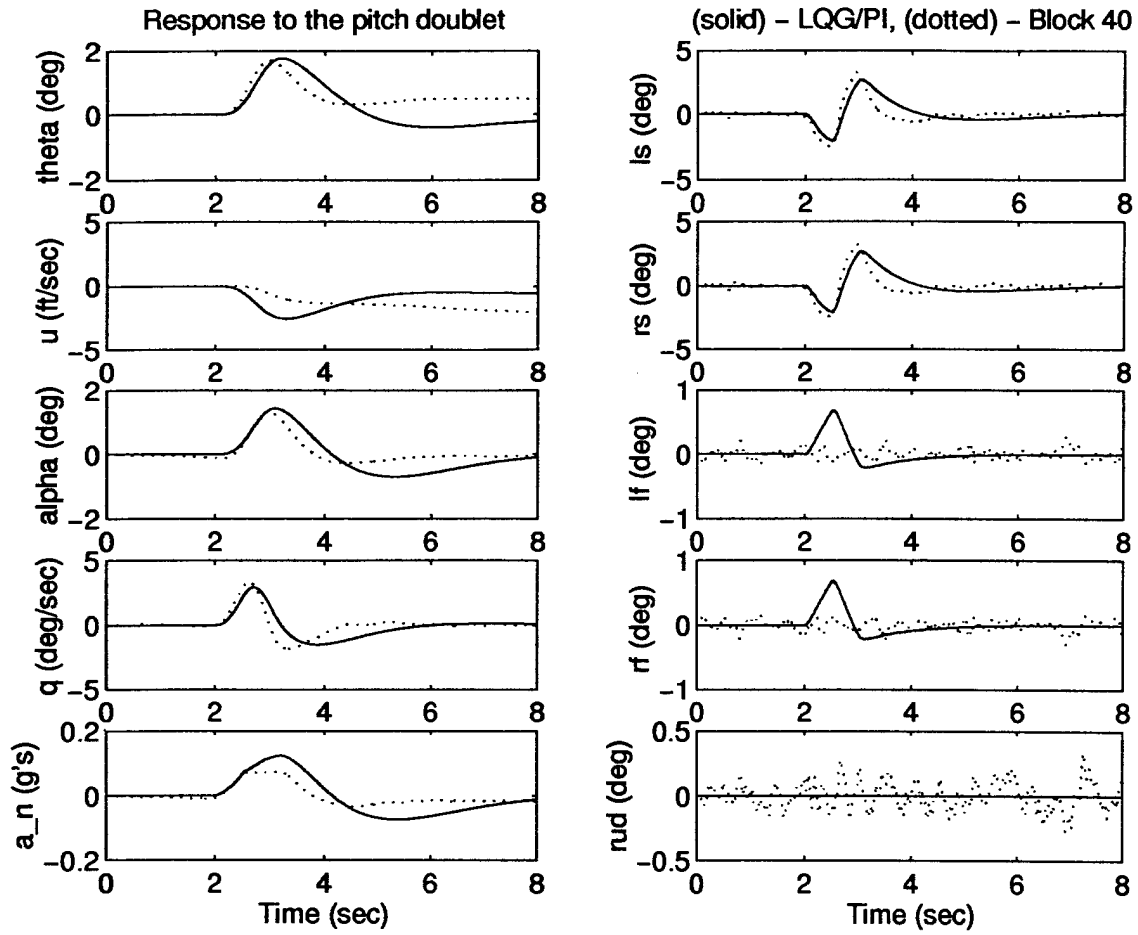 Response to the pitch doublet
(solid) – LQG/PI, (dotted) – Block 40
theta (deg)
2
0
−2
0 2 4 6 8
u (ft/sec)
5
0
−5
0 2 4 6 8
alpha (deg)
2
0
−2
0 2 4 6 8
q (deg/sec)
5
0
−5
0 2 4 6 8
a_n (g's)
0.2
0
−0.2
0 2 4 6 8
Time (sec)
ls (deg)
5
0
−5
0 2 4 6 8
rs (deg)
5
0
−5
0 2 4 6 8
lf (deg)
1
0
−1
0 2 4 6 8
rf (deg)
1
0
−1
0 2 4 6 8
rud (deg)
0.5
0
−0.5
0 2 4 6 8
Time (sec)